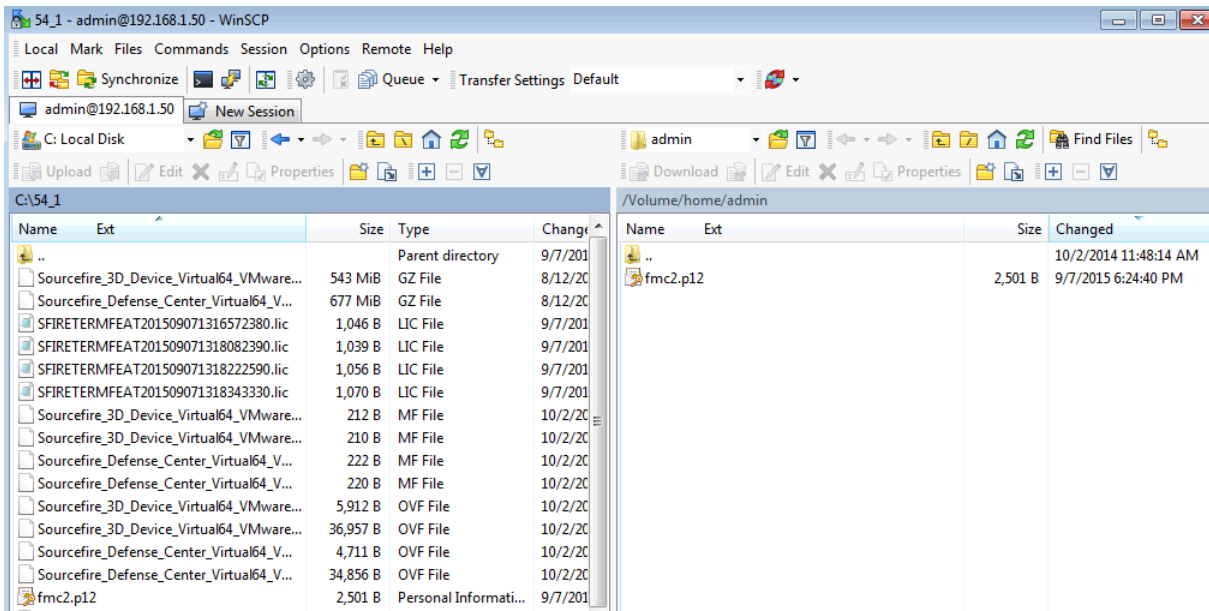 54_1 - admin@192.168.1.50 - WinSCP
Local Mark Files Commands Session Options Remote Help
Synchronize Queue Transfer Settings Default
admin@192.168.1.50 New Session
C: Local Disk
Upload Edit Properties
C:\54_1
Name Ext Size Type Change
.. Parent directory 9/7/201
Sourcefire_3D_Device_Virtual64_VMware... 543 MiB GZ File 8/12/20
Sourcefire_Defense_Center_Virtual64_V... 677 MiB GZ File 8/12/20
SFIRETERMFEAT201509071316572380.lic 1,046 B LIC File 9/7/201
SFIRETERMFEAT201509071318082390.lic 1,039 B LIC File 9/7/201
SFIRETERMFEAT201509071318222590.lic 1,056 B LIC File 9/7/201
SFIRETERMFEAT201509071318343330.lic 1,070 B LIC File 9/7/201
Sourcefire_3D_Device_Virtual64_VMware... 212 B MF File 10/2/20
Sourcefire_3D_Device_Virtual64_VMware... 210 B MF File 10/2/20
Sourcefire_Defense_Center_Virtual64_V... 222 B MF File 10/2/20
Sourcefire_Defense_Center_Virtual64_V... 220 B MF File 10/2/20
Sourcefire_3D_Device_Virtual64_VMware... 5,912 B OVF File 10/2/20
Sourcefire_3D_Device_Virtual64_VMware... 36,957 B OVF File 10/2/20
Sourcefire_Defense_Center_Virtual64_V... 4,711 B OVF File 10/2/20
Sourcefire_Defense_Center_Virtual64_V... 34,856 B OVF File 10/2/20
fmc2.p12 2,501 B Personal Informati... 9/7/201
admin Find Files
Download Edit Properties
/Volume/home/admin
Name Ext Size Changed
.. 10/2/2014 11:48:14 AM
fmc2.p12 2,501 B 9/7/2015 6:24:40 PM